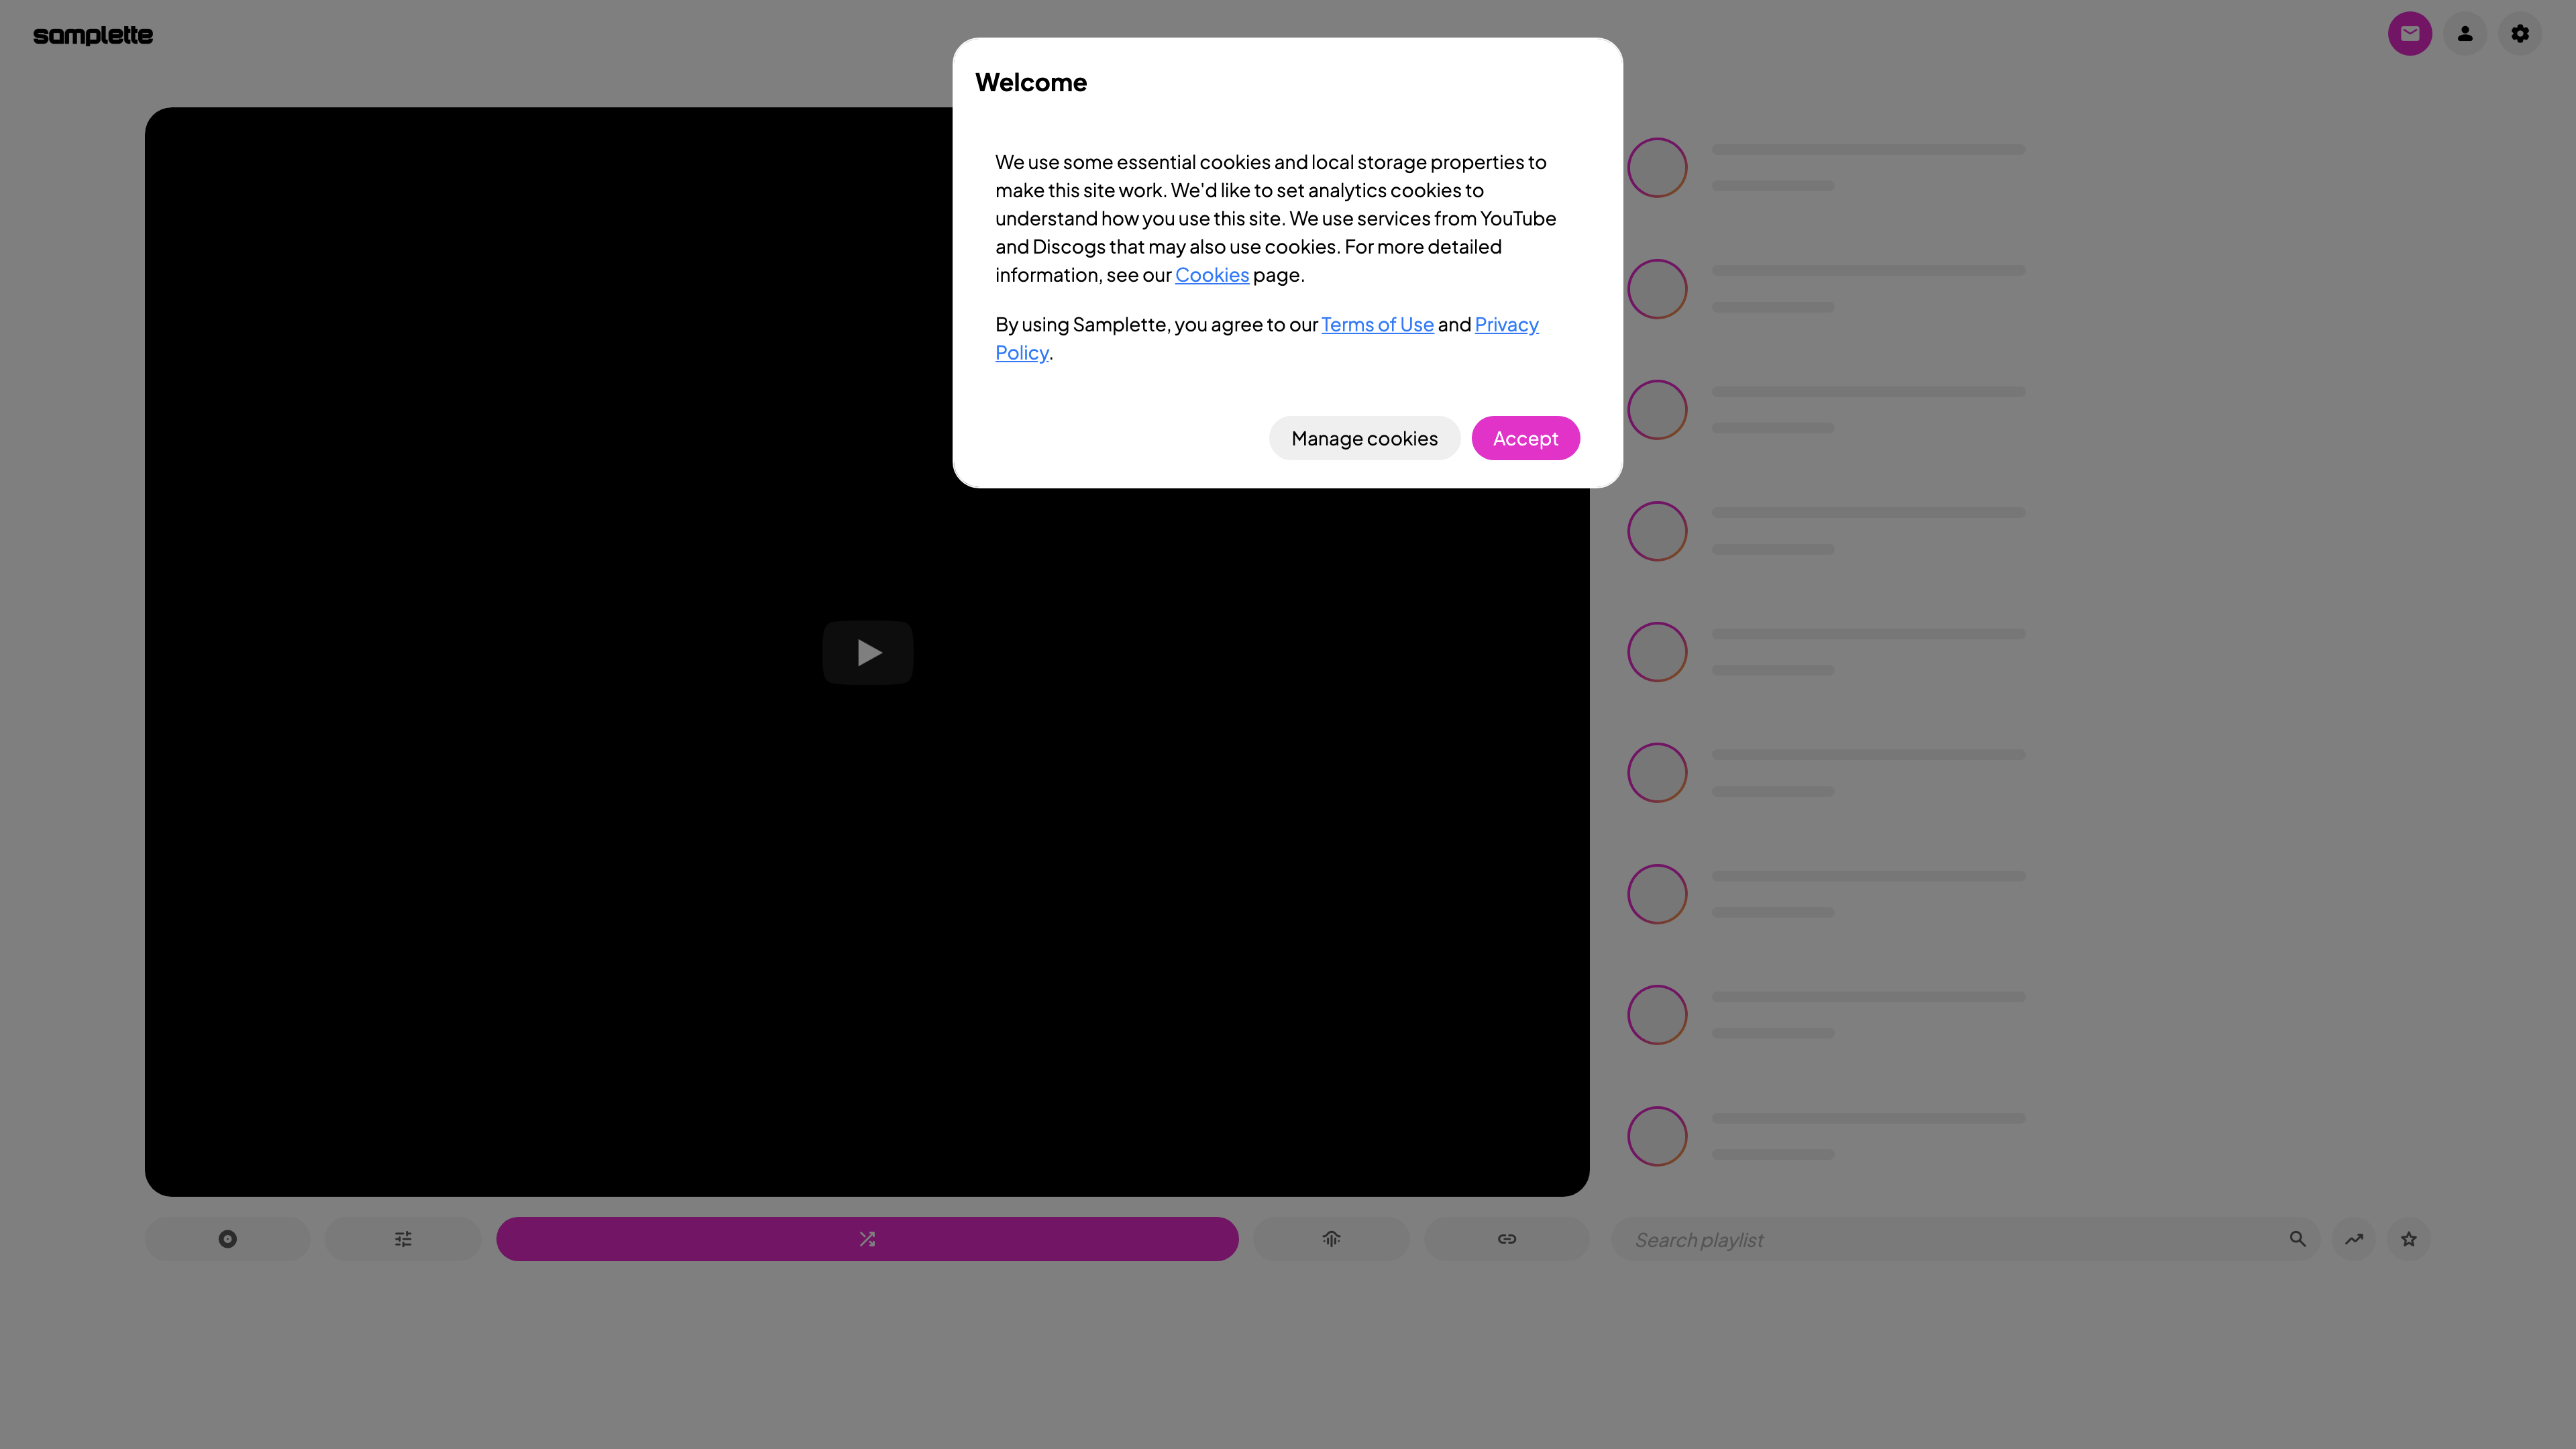 samplette
Welcome
We use some essential cookies and local storage properties to
make this site work. We'd like to set analytics cookies to
understand how you use this site. We use services from YouTube
and Discogs that may also use cookies. For more detailed
information, see our Cookies page.
By using Samplette, you agree to our Terms of Use and Privacy
Policy.
Manage cookies
Accept
Search playlist